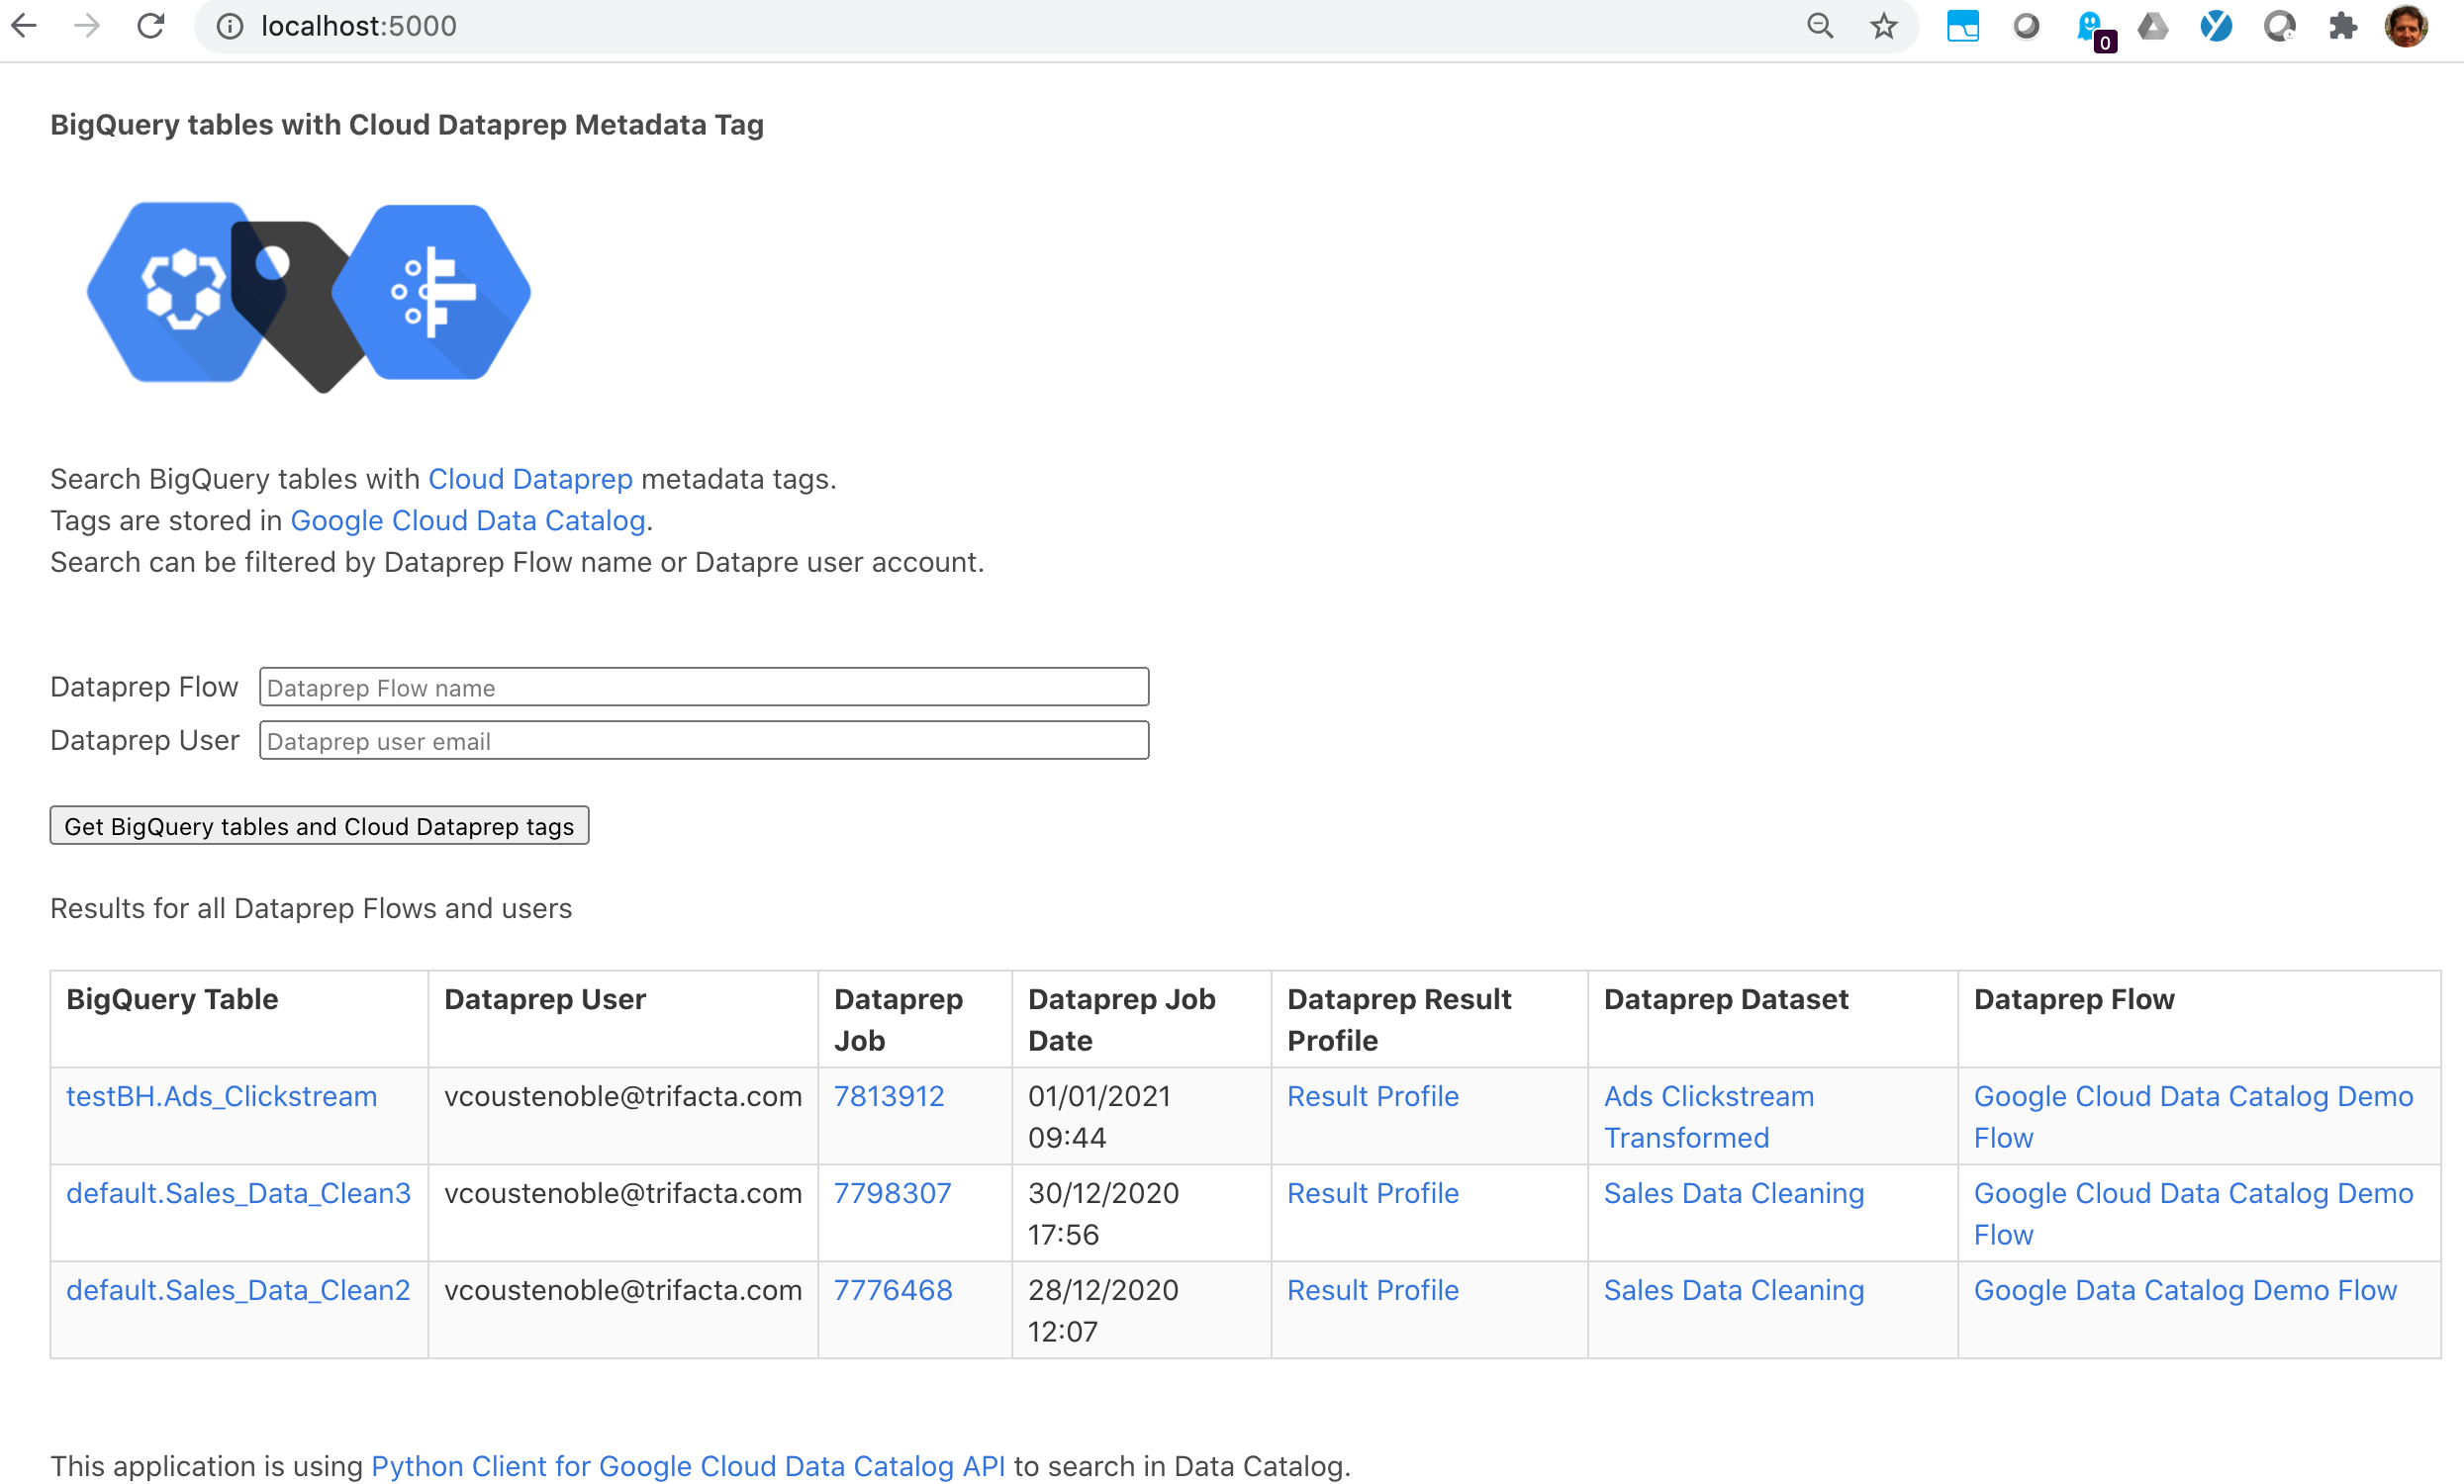 localhost:5000
0
BigQuery tables with Cloud Dataprep Metadata Tag
Search BigQuery tables with Cloud Dataprep metadata tags.
Tags are stored in Google Cloud Data Catalog.
Search can be filtered by Dataprep Flow name or Datapre user account.
Dataprep Flow Dataprep Flow name
Dataprep User Dataprep user email
Get BigQuery tables and Cloud Dataprep tags
Results for all Dataprep Flows and users
BigQuery Table Dataprep User Dataprep Job Dataprep Job Date Dataprep Result Profile Dataprep Dataset Dataprep Flow
testBH.Ads_Clickstream vcoustenoble@trifacta.com 7813912 01/01/2021 09:44 Result Profile Ads Clickstream Transformed Google Cloud Data Catalog Demo Flow
default.Sales_Data_Clean3 vcoustenoble@trifacta.com 7798307 30/12/2020 17:56 Result Profile Sales Data Cleaning Google Cloud Data Catalog Demo Flow
default.Sales_Data_Clean2 vcoustenoble@trifacta.com 7776468 28/12/2020 12:07 Result Profile Sales Data Cleaning Google Data Catalog Demo Flow
This application is using Python Client for Google Cloud Data Catalog API to search in Data Catalog.